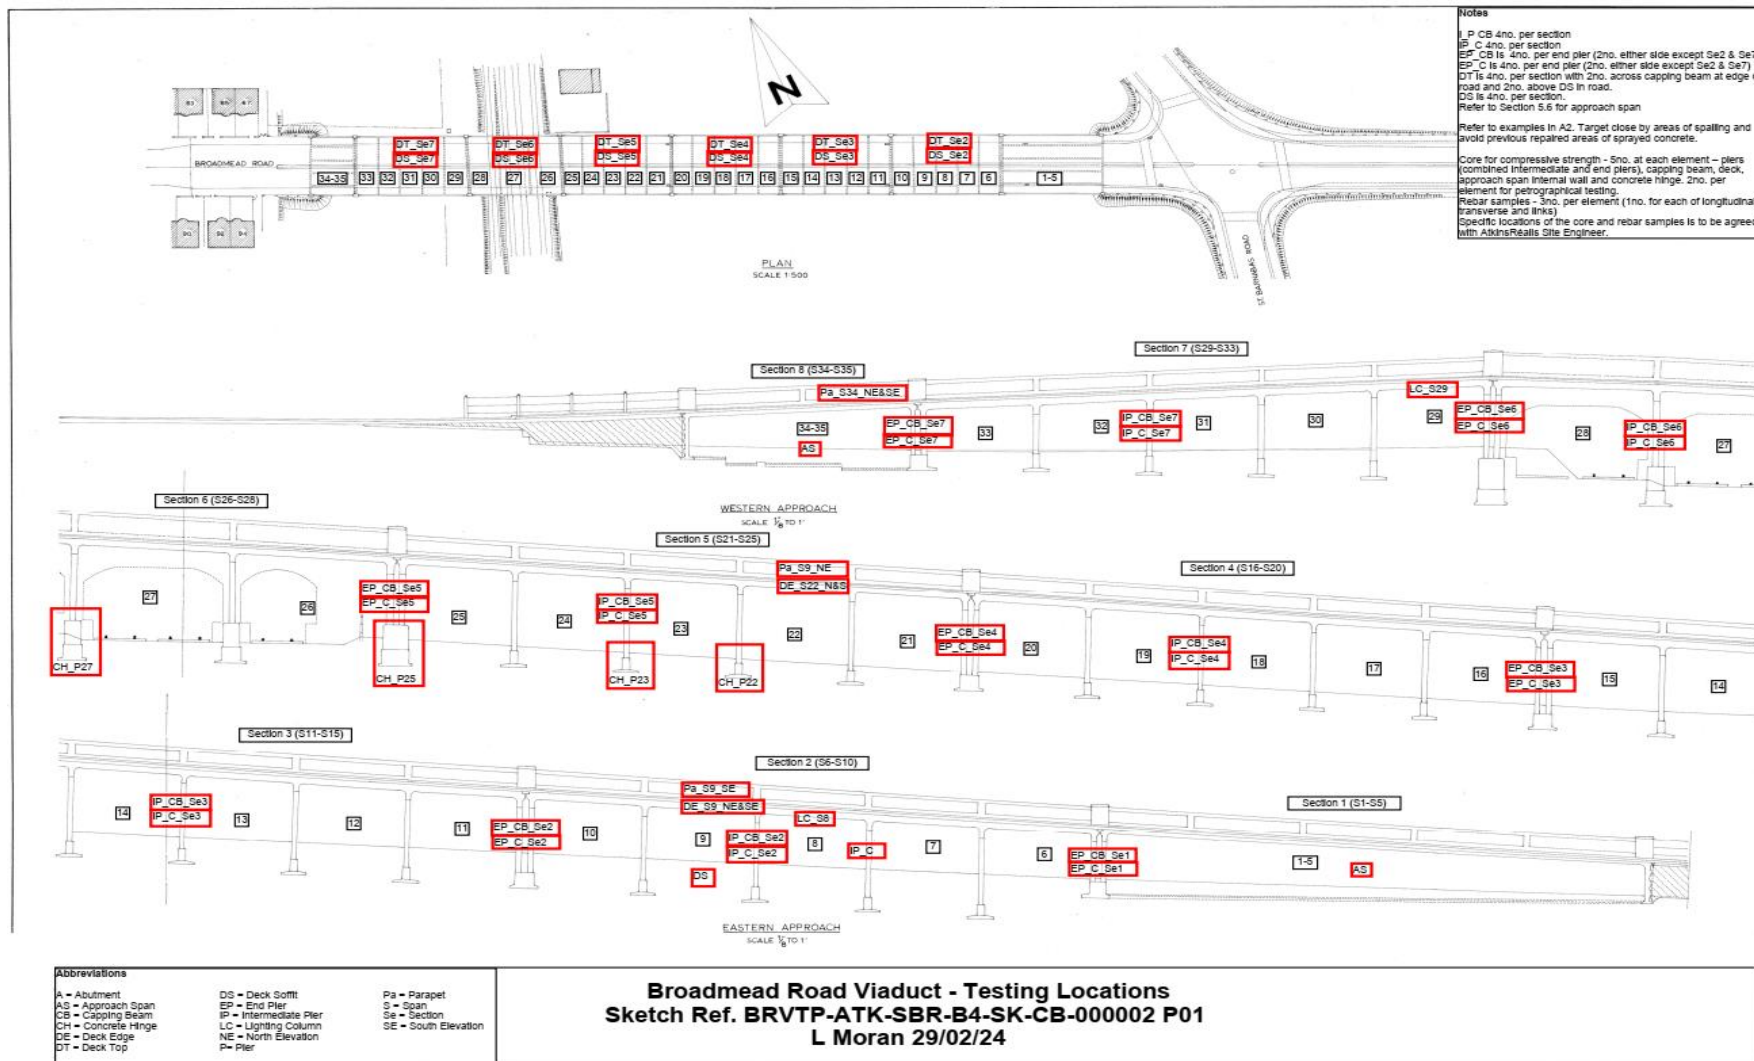 Notes
I_P CB 4no. per section
IP_C 4no. per section
EP_CB is 4no. per end pier (2no. either side except Se2 & Se7
EP_C is 4no. per end pier (2no. either side except Se2 & Se7)
DT is 4no. per section with 2no. across capping beam at edge
road and 2no. above DS in road.
DS is 4no. per section.
Refer to Section 5.6 for approach span
Refer to examples in A2. Target close by areas of spalling and
avoid previous repaired areas of sprayed concrete.
Core for compressive strength - 5no. at each element – piers
(combined intermediate and end piers), capping beam, deck,
approach span internal wall and concrete hinge. 2no. per
element for petrographical testing.
Rebar samples - 3no. per element (1no. for each of longitudinal
transverse and links)
Specific locations of the core and rebar samples is to be agreed
with AtkinsRéalis Site Engineer.
N
BROADMEAD ROAD
DT_Se7
DS_Se7
DT_Se6
DS_Se6
DT_Se5
DS_Se5
DT_Se4
DS_Se4
DT_Se3
DS_Se3
DT_Se2
DS_Se2
34-35 33 32 31 30 29 28 27 26 25 24 23 22 21 20 19 18 17 16 15 14 13 12 11 10 9 8 7 6 1-5
ST. BARNABAS ROAD
PLAN
SCALE 1:500
Section 8 (S34-S35)
Section 7 (S29-S33)
Pa_S34_NE&SE
LC_S29
34-35
AS
EP_CB_Se7
EP_C_Se7
33
32
IP_CB_Se7
IP_C_Se7
31
30
29
EP_CB_Se6
EP_C_Se6
28
IP_CB_Se6
IP_C_Se6
27
WESTERN APPROACH
SCALE 1/8 TO 1'
Section 6 (S26-S28)
Section 5 (S21-S25)
Section 4 (S16-S20)
Pa_S9_NE
DE_S22_N&S
27
CH_P27
26
EP_CB_Se5
EP_C_Se5
CH_P25
25
24
IP_CB_Se5
IP_C_Se5
CH_P23
23
CH_P22
22
21
EP_CB_Se4
EP_C_Se4
20
19
IP_CB_Se4
IP_C_Se4
18
17
16
EP_CB_Se3
EP_C_Se3
15
14
Section 3 (S11-S15)
Section 2 (S6-S10)
Section 1 (S1-S5)
Pa_S9_SE
DE_S9_NE&SE
LC_S8
14
IP_CB_Se3
IP_C_Se3
13
12
11
EP_CB_Se2
EP_C_Se2
10
9
DS
IP_CB_Se2
IP_C_Se2
8
IP_C
7
6
EP_CB_Se1
EP_C_Se1
1-5
AS
EASTERN APPROACH
SCALE 1/8 TO 1'
Abbreviations
A – Abutment
AS – Approach Span
CB – Capping Beam
CH – Concrete Hinge
DE – Deck Edge
DT – Deck Top
DS – Deck Soffit
EP – End Pier
IP – Intermediate Pier
LC – Lighting Column
NE – North Elevation
P– Pier
Pa – Parapet
S – Span
Se – Section
SE – South Elevation
Broadmead Road Viaduct - Testing Locations
Sketch Ref. BRVTP-ATK-SBR-B4-SK-CB-000002 P01
L Moran 29/02/24